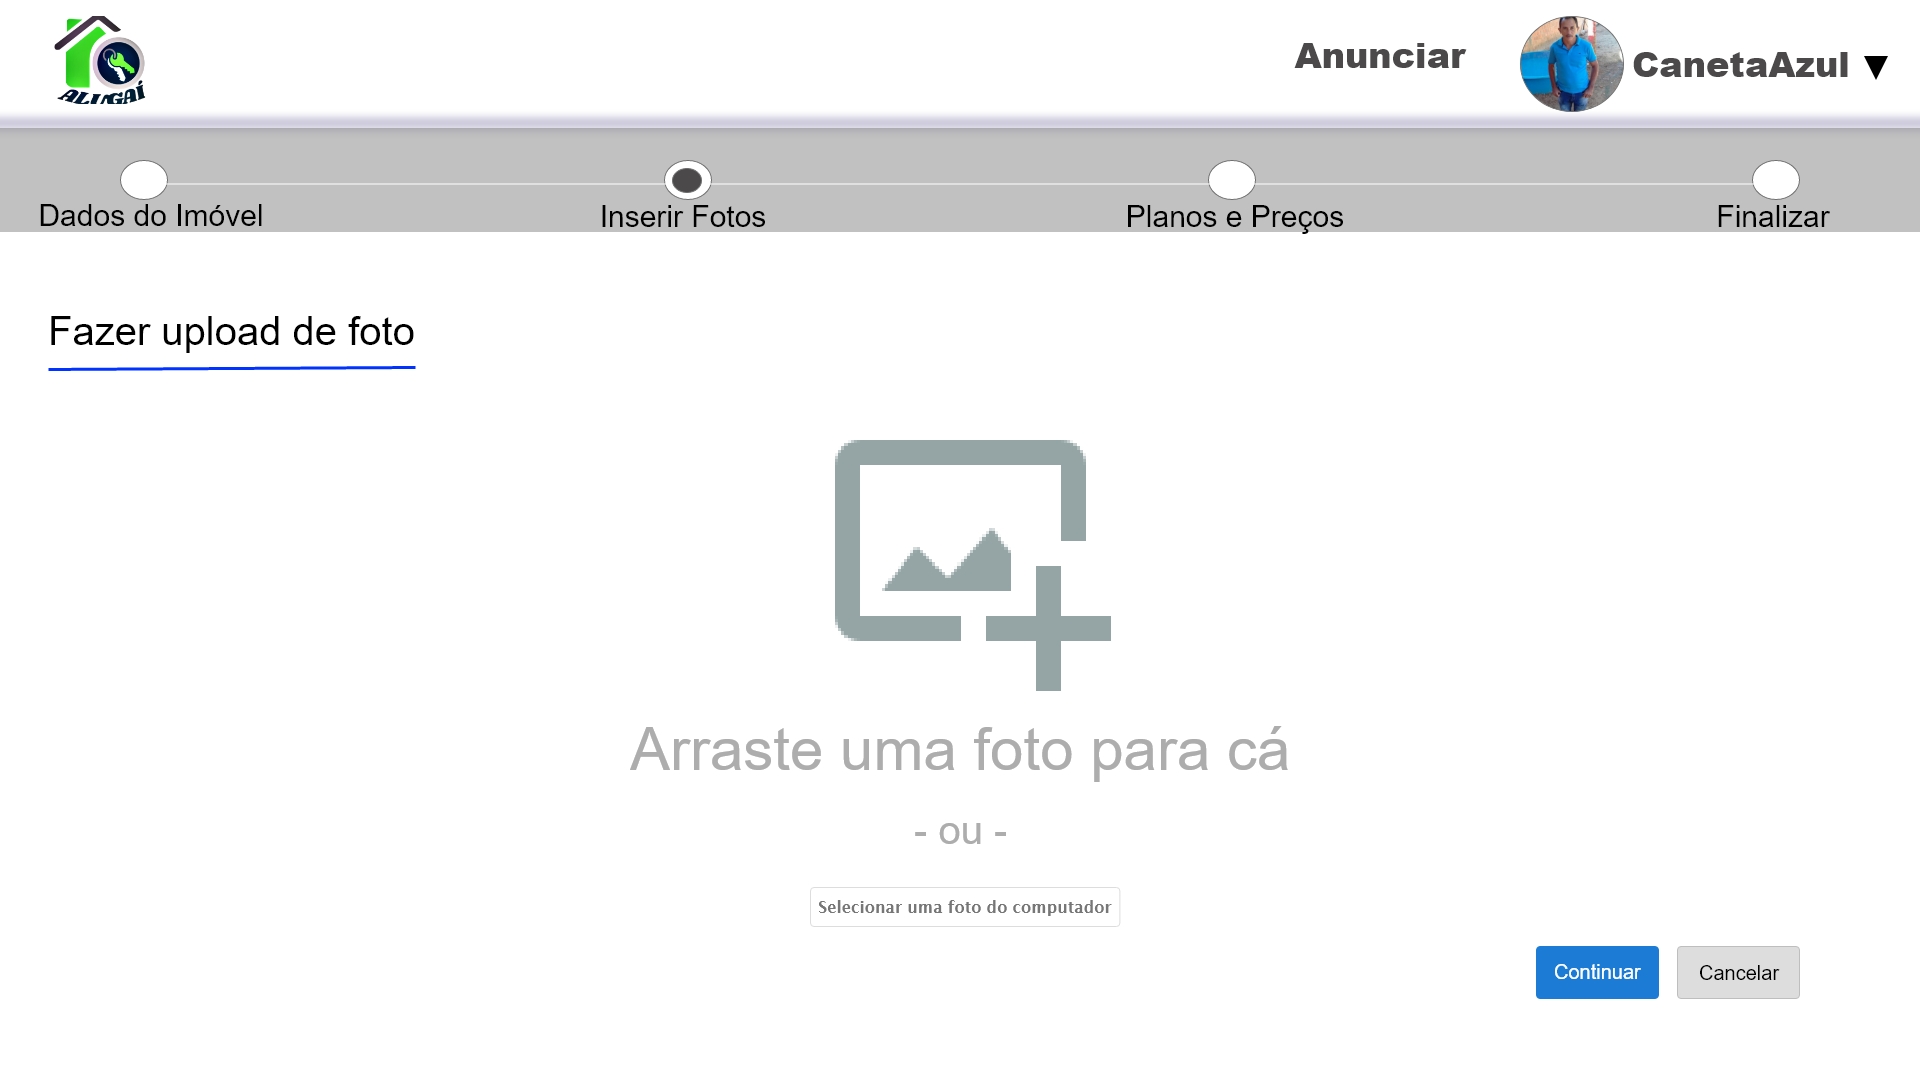 ALUGAÍ
Anunciar
CanetaAzul ▼
Dados do Imóvel
Inserir Fotos
Planos e Preços
Finalizar
Fazer upload de foto
Arraste uma foto para cá
- ou -
Selecionar uma foto do computador
Continuar
Cancelar